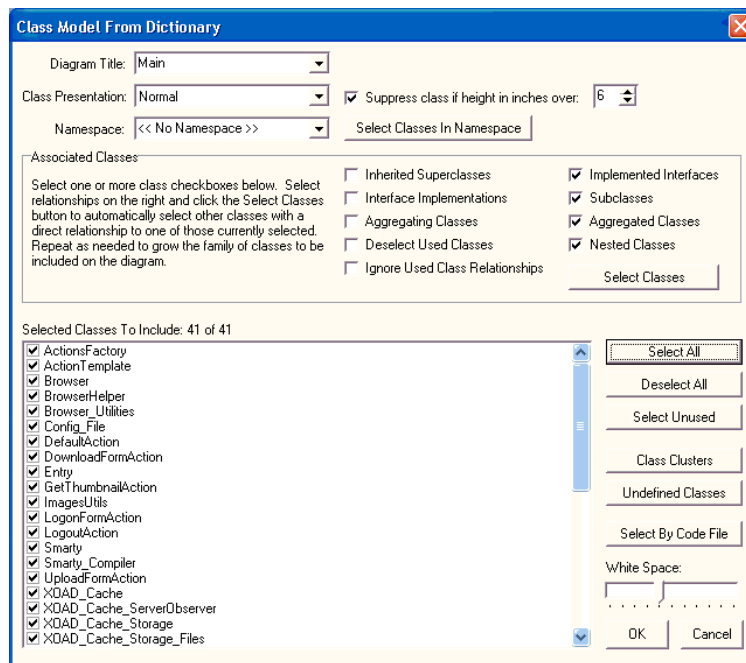 Class Model From Dictionary
Diagram Title: Main
Class Presentation: Normal
Suppress class if height in inches over: 6
Namespace: << No Namespace >>
Select Classes In Namespace
Associated Classes
Select one or more class checkboxes below. Select
relationships on the right and click the Select Classes
button to automatically select other classes with a
direct relationship to one of those currently selected.
Repeat as needed to grow the family of classes to be
included on the diagram.
Inherited Superclasses
Interface Implementations
Aggregating Classes
Deselect Used Classes
Ignore Used Class Relationships
Implemented Interfaces
Subclasses
Aggregated Classes
Nested Classes
Select Classes
Selected Classes To Include: 41 of 41
ActionsFactory
ActionTemplate
Browser
BrowserHelper
Browser_Utilities
Config_File
DefaultAction
DownloadFormAction
Entry
GetThumbnailAction
ImagesUtils
LogonFormAction
LogoutAction
Smarty
Smarty_Compiler
UploadFormAction
XOAD_Cache
XOAD_Cache_ServerObserver
XOAD_Cache_Storage
XOAD_Cache_Storage_Files
Select All
Deselect All
Select Unused
Class Clusters
Undefined Classes
Select By Code File
White Space:
OK
Cancel